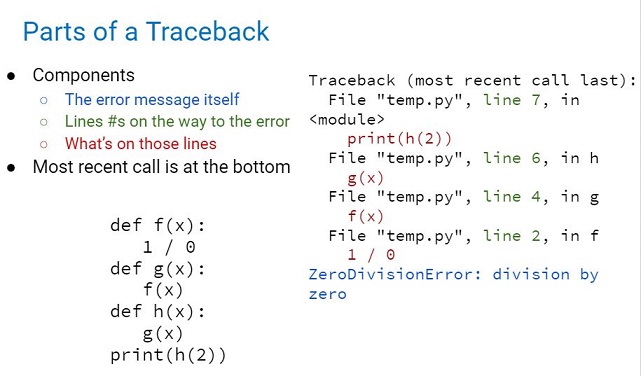 Parts of a Traceback
● Components
○ The error message itself
○ Lines #s on the way to the error
○ What's on those lines
● Most recent call is at the bottom
def f(x):
    1 / 0
def g(x):
    f(x)
def h(x):
    g(x)
print(h(2))
Traceback (most recent call last):
  File "temp.py", line 7, in
<module>
    print(h(2))
  File "temp.py", line 6, in h
    g(x)
  File "temp.py", line 4, in g
    f(x)
  File "temp.py", line 2, in f
    1 / 0
ZeroDivisionError: division by
zero